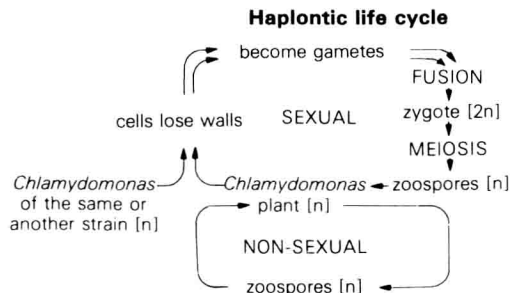 Haplontic life cycle
become gametes
FUSION
cells lose walls SEXUAL zygote [2n]
MEIOSIS
Chlamydomonas Chlamydomonas zoospores [n]
of the same or plant [n]
another strain [n]
NON-SEXUAL
zoospores [n]